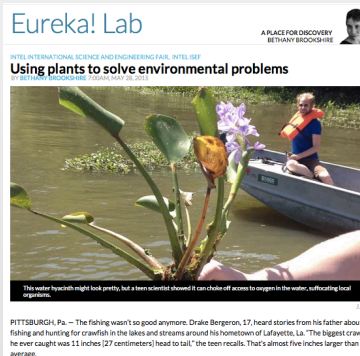 Eureka! Lab
A PLACE FOR DISCOVERY
BETHANY BROOKSHIRE
INTEL INTERNATIONAL SCIENCE AND ENGINEERING FAIR, INTEL ISEF
Using plants to solve environmental problems
BY BETHANY BROOKSHIRE 7:00AM, MAY 28, 2015
This water hyacinth might look pretty, but a teen scientist showed it can choke off access to oxygen in the water, suffocating local
organisms.
PITTSBURGH, Pa. — The fishing wasn't so good anymore. Drake Bergeron, 17, heard stories from his father about
fishing and hunting for crawfish in the lakes and streams around his hometown of Lafayette, La. "The biggest craw
he ever caught was 11 inches [27 centimeters] head to tail," the teen recalls. That's almost five inches larger than
average.